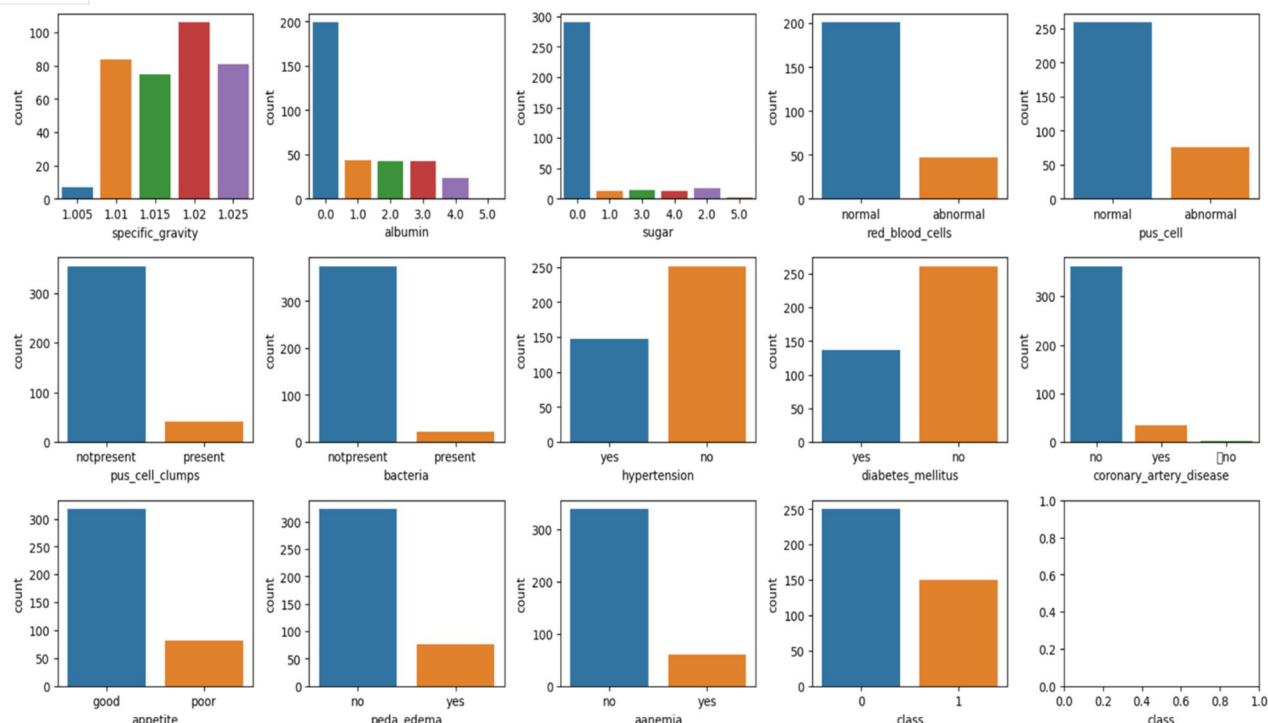 100
80
60
40
20
0
count
1.005 1.01 1.015 1.02 1.025
specific_gravity
200
150
100
50
0
count
0.0 1.0 2.0 3.0 4.0 5.0
albumin
300
250
200
150
100
50
0
count
0.0 1.0 3.0 4.0 2.0 5.0
sugar
200
150
100
50
0
count
normal abnormal
red_blood_cells
250
200
150
100
50
0
count
normal abnormal
pus_cell
300
200
100
0
count
notpresent present
pus_cell_clumps
300
200
100
0
count
notpresent present
bacteria
250
200
150
100
50
0
count
yes no
hypertension
250
200
150
100
50
0
count
yes no
diabetes_mellitus
300
200
100
0
count
no yes no
coronary_artery_disease
300
250
200
150
100
50
0
count
good poor
appetite
300
250
200
150
100
50
0
count
no yes
peda_edema
300
200
100
0
count
no yes
aanemia
250
200
150
100
50
0
count
0 1
class
1.0
0.8
0.6
0.4
0.2
0.0
0.0 0.2 0.4 0.6 0.8 1.0
class